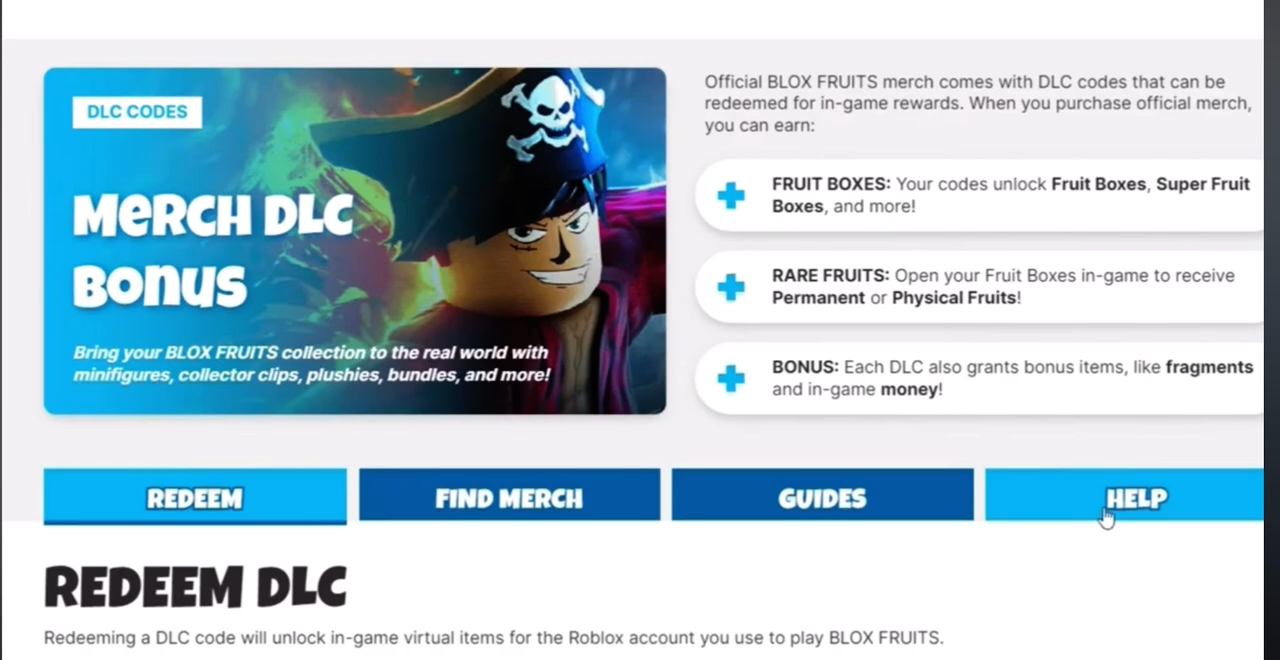 DLC CODES
MERCH DLC
BONUS
Bring your BLOX FRUITS collection to the real world with
minifigures, collector clips, plushies, bundles, and more!
Official BLOX FRUITS merch comes with DLC codes that can be
redeemed for in-game rewards. When you purchase official merch,
you can earn:
FRUIT BOXES: Your codes unlock Fruit Boxes, Super Fruit
Boxes, and more!
RARE FRUITS: Open your Fruit Boxes in-game to receive
Permanent or Physical Fruits!
BONUS: Each DLC also grants bonus items, like fragments
and in-game money!
REDEEM
FIND MERCH
GUIDES
HELP
REDEEM DLC
Redeeming a DLC code will unlock in-game virtual items for the Roblox account you use to play BLOX FRUITS.